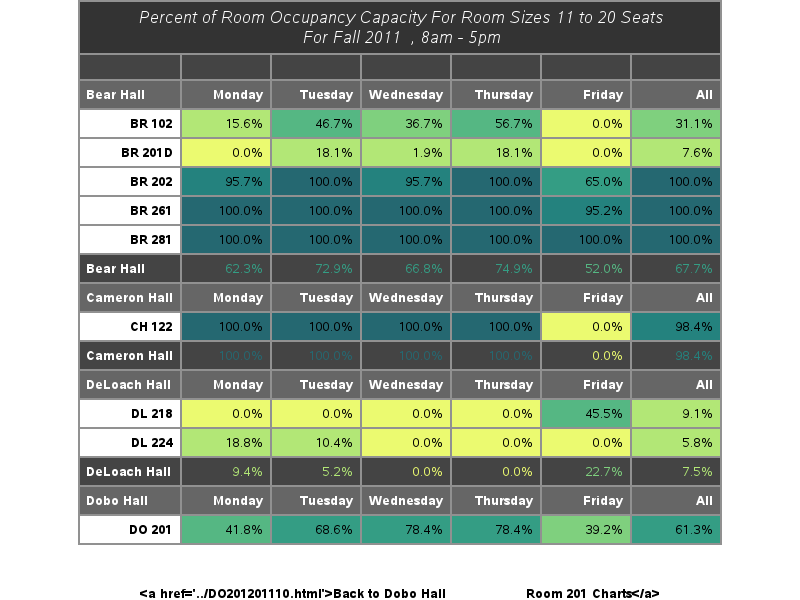 Percent of Room Occupancy Capacity For Room Sizes 11 to 20 Seats
For Fall 2011 , 8am - 5pm
Bear Hall Monday Tuesday Wednesday Thursday Friday All
BR 102 15.6% 46.7% 36.7% 56.7% 0.0% 31.1%
BR 201D 0.0% 18.1% 1.9% 18.1% 0.0% 7.6%
BR 202 95.7% 100.0% 95.7% 100.0% 65.0% 100.0%
BR 261 100.0% 100.0% 100.0% 100.0% 95.2% 100.0%
BR 281 100.0% 100.0% 100.0% 100.0% 100.0% 100.0%
Bear Hall 62.3% 72.9% 66.8% 74.9% 52.0% 67.7%
Cameron Hall Monday Tuesday Wednesday Thursday Friday All
CH 122 100.0% 100.0% 100.0% 100.0% 0.0% 98.4%
Cameron Hall 100.0% 100.0% 100.0% 100.0% 0.0% 98.4%
DeLoach Hall Monday Tuesday Wednesday Thursday Friday All
DL 218 0.0% 0.0% 0.0% 0.0% 45.5% 9.1%
DL 224 18.8% 10.4% 0.0% 0.0% 0.0% 5.8%
DeLoach Hall 9.4% 5.2% 0.0% 0.0% 22.7% 7.5%
Dobo Hall Monday Tuesday Wednesday Thursday Friday All
DO 201 41.8% 68.6% 78.4% 78.4% 39.2% 61.3%
<a href='../DO201201110.html'>Back to Dobo Hall Room 201 Charts</a>